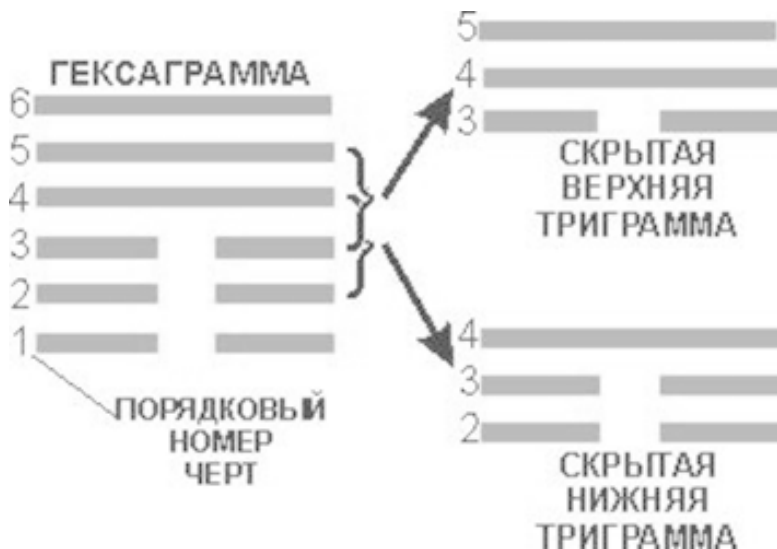 ГЕКСАГРАММА
6
5
4
3
2
1
ПОРЯДКОВЫЙ
НОМЕР
ЧЕРТ
5
4
3
СКРЫТАЯ
ВЕРХНЯЯ
ТРИГРАММА
4
3
2
СКРЫТАЯ
НИЖНЯЯ
ТРИГРАММА